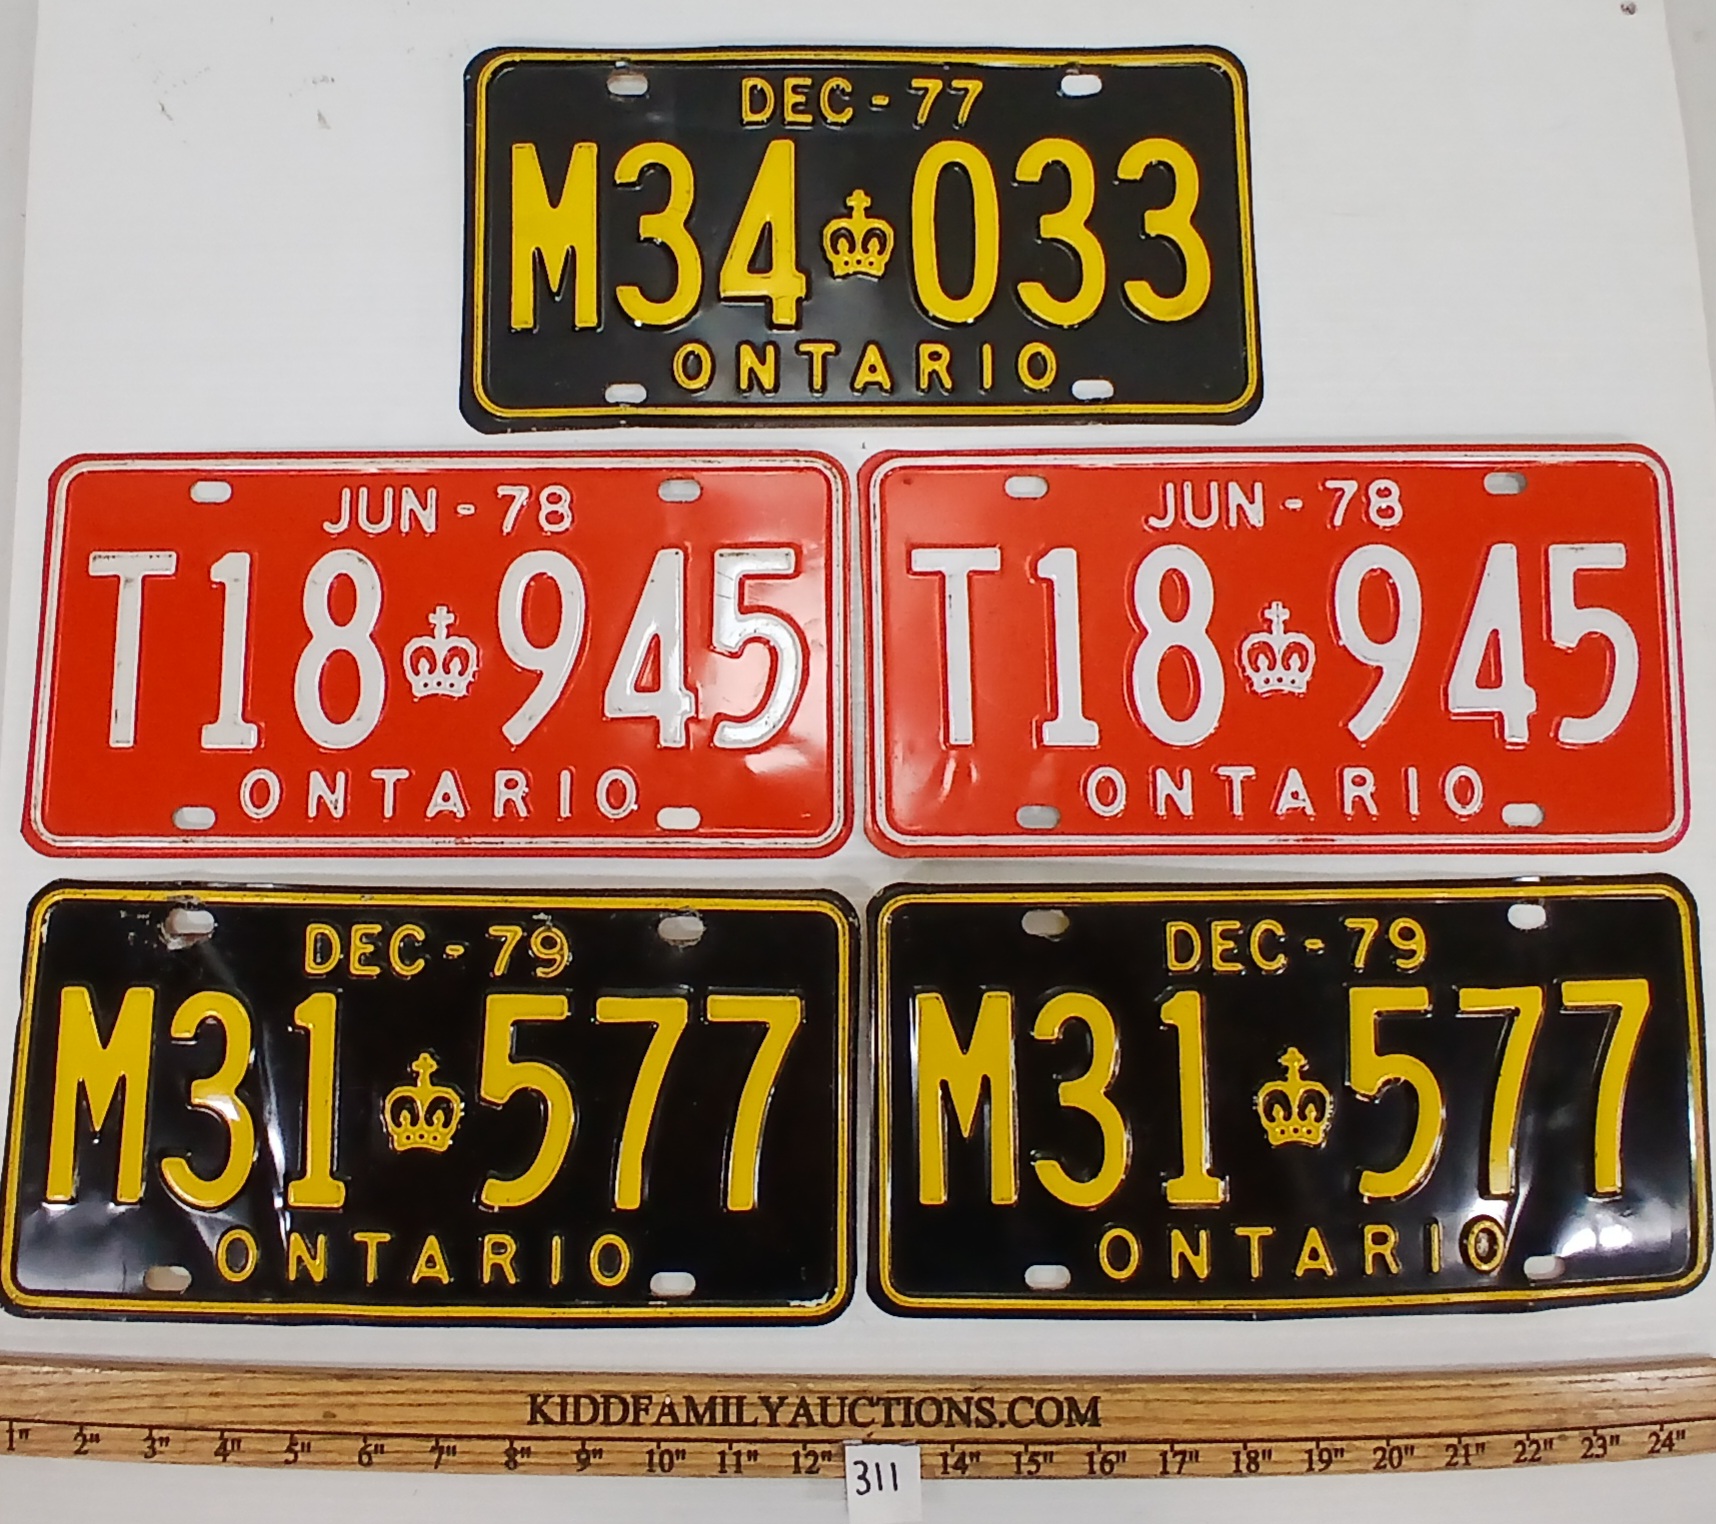 DEC - 77
M34 033
ONTARIO
JUN - 78
T18 945
ONTARIO
JUN - 78
T18 945
ONTARIO
DEC - 79
M31 577
ONTARIO
DEC - 79
M31 577
ONTARIO
KIDDFAMILYAUCTIONS.COM
1" 2" 3" 4" 5" 6" 7" 8" 9" 10" 11" 12" 14" 15" 16" 17" 18" 19" 20" 21" 22" 23" 24"
311